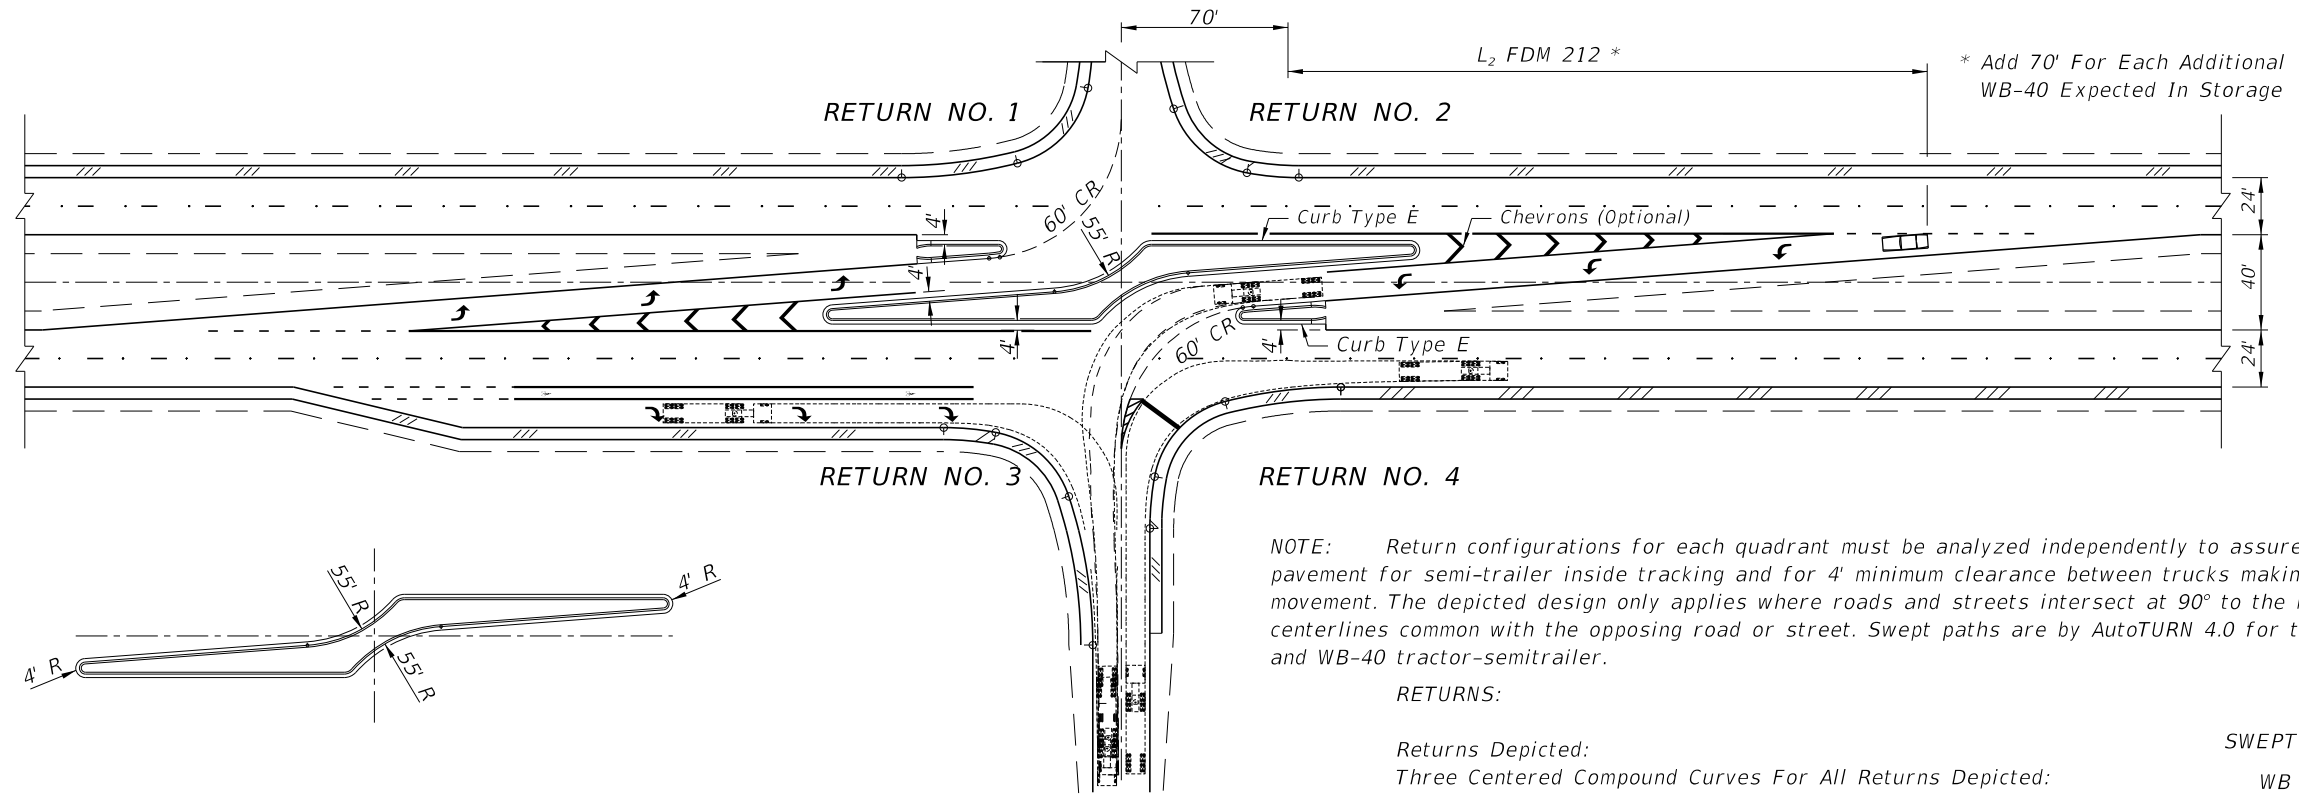 70'
L₂ FDM 212 *
* Add 70' For Each Additional
WB-40 Expected In Storage
RETURN NO. 1
RETURN NO. 2
4'
60' CR
55' R
Curb Type E
Chevrons (Optional)
24'
4'
40'
4'
60' CR
4'
Curb Type E
24'
RETURN NO. 3
RETURN NO. 4
NOTE: Return configurations for each quadrant must be analyzed independently to assure
pavement for semi-trailer inside tracking and for 4' minimum clearance between trucks makin
movement. The depicted design only applies where roads and streets intersect at 90° to the
centerlines common with the opposing road or street. Swept paths are by AutoTURN 4.0 for t
and WB-40 tractor-semitrailer.
55' R
4' R
4' R
55' R
RETURNS:
SWEPT
Returns Depicted:
Three Centered Compound Curves For All Returns Depicted:
WB